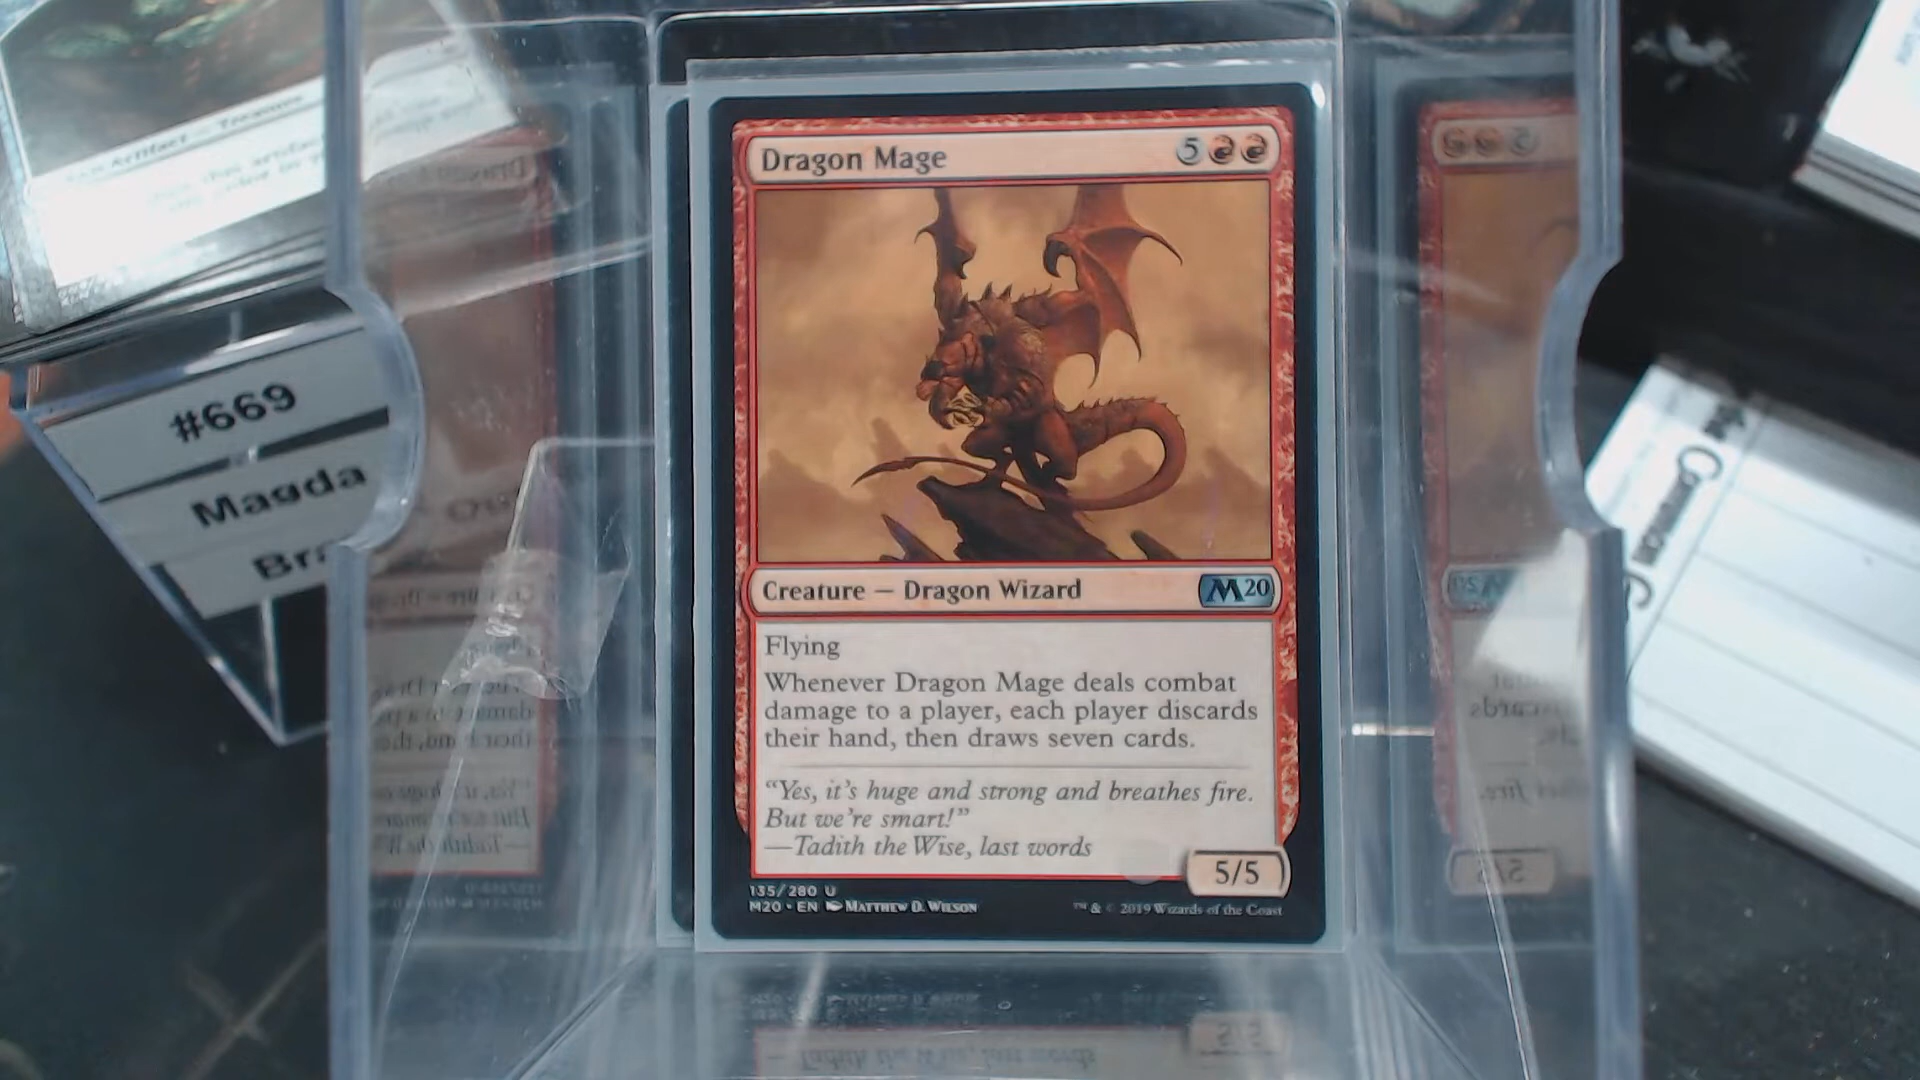 #669
Magda
Dragon Mage
5
Creature — Dragon Wizard
M20
Flying
Whenever Dragon Mage deals combat
damage to a player, each player discards
their hand, then draws seven cards.
“Yes, it’s huge and strong and breathes fire.
But we’re smart!”
—Tadith the Wise, last words
5/5
135/280 U
M20 • EN Matthew D. Wilson
™ & © 2019 Wizards of the Coast